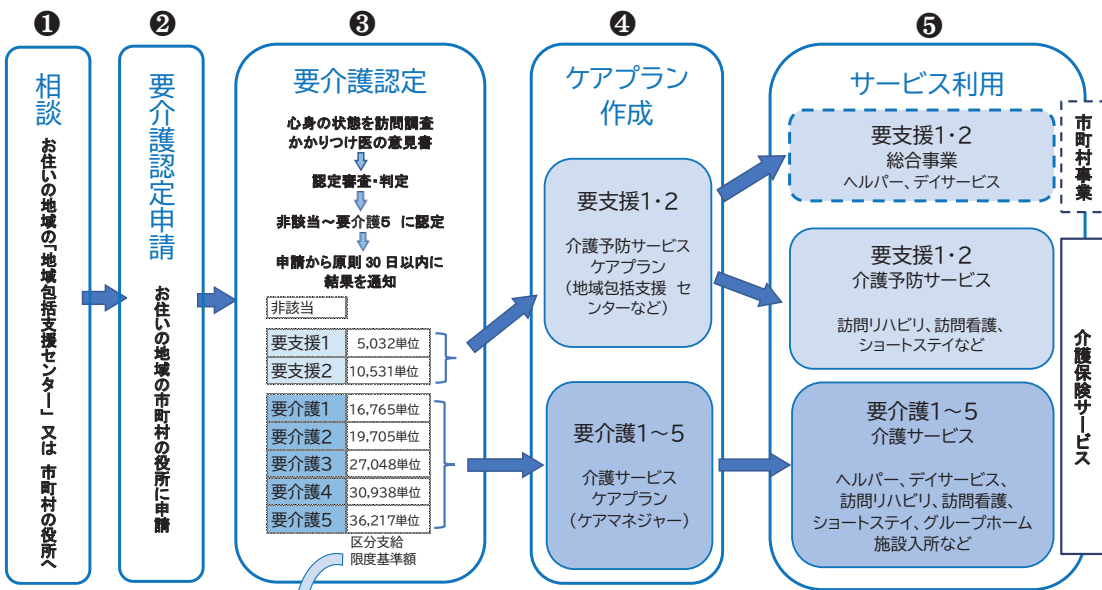 ❶
相談
お住いの地域の「地域包括支援センター」又は 市町村の役所へ
❷
要介護認定申請
お住いの地域の市町村の役所に申請
❸
要介護認定
心身の状態を訪問調査
かかりつけ医の意見書
認定審査・判定
非該当～要介護5 に認定
申請から原則 30 日以内に
結果を通知
非該当
要支援1 5,032単位
要支援2 10,531単位
要介護1 16,765単位
要介護2 19,705単位
要介護3 27,048単位
要介護4 30,938単位
要介護5 36,217単位
区分支給
限度基準額
❹
ケアプラン
作成
要支援1・2
介護予防サービス
ケアプラン
(地域包括支援 セ
ンターなど)
要介護1～5
介護サービス
ケアプラン
(ケアマネジャー)
❺
サービス利用
要支援1・2
総合事業
ヘルパー、デイサービス
要支援1・2
介護予防サービス
訪問リハビリ、訪問看護、
ショートステイなど
要介護1～5
介護サービス
ヘルパー、デイサービス、
訪問リハビリ、訪問看護、
ショートステイ、グループホーム
施設入所など
市町村事業
介護保険サービス